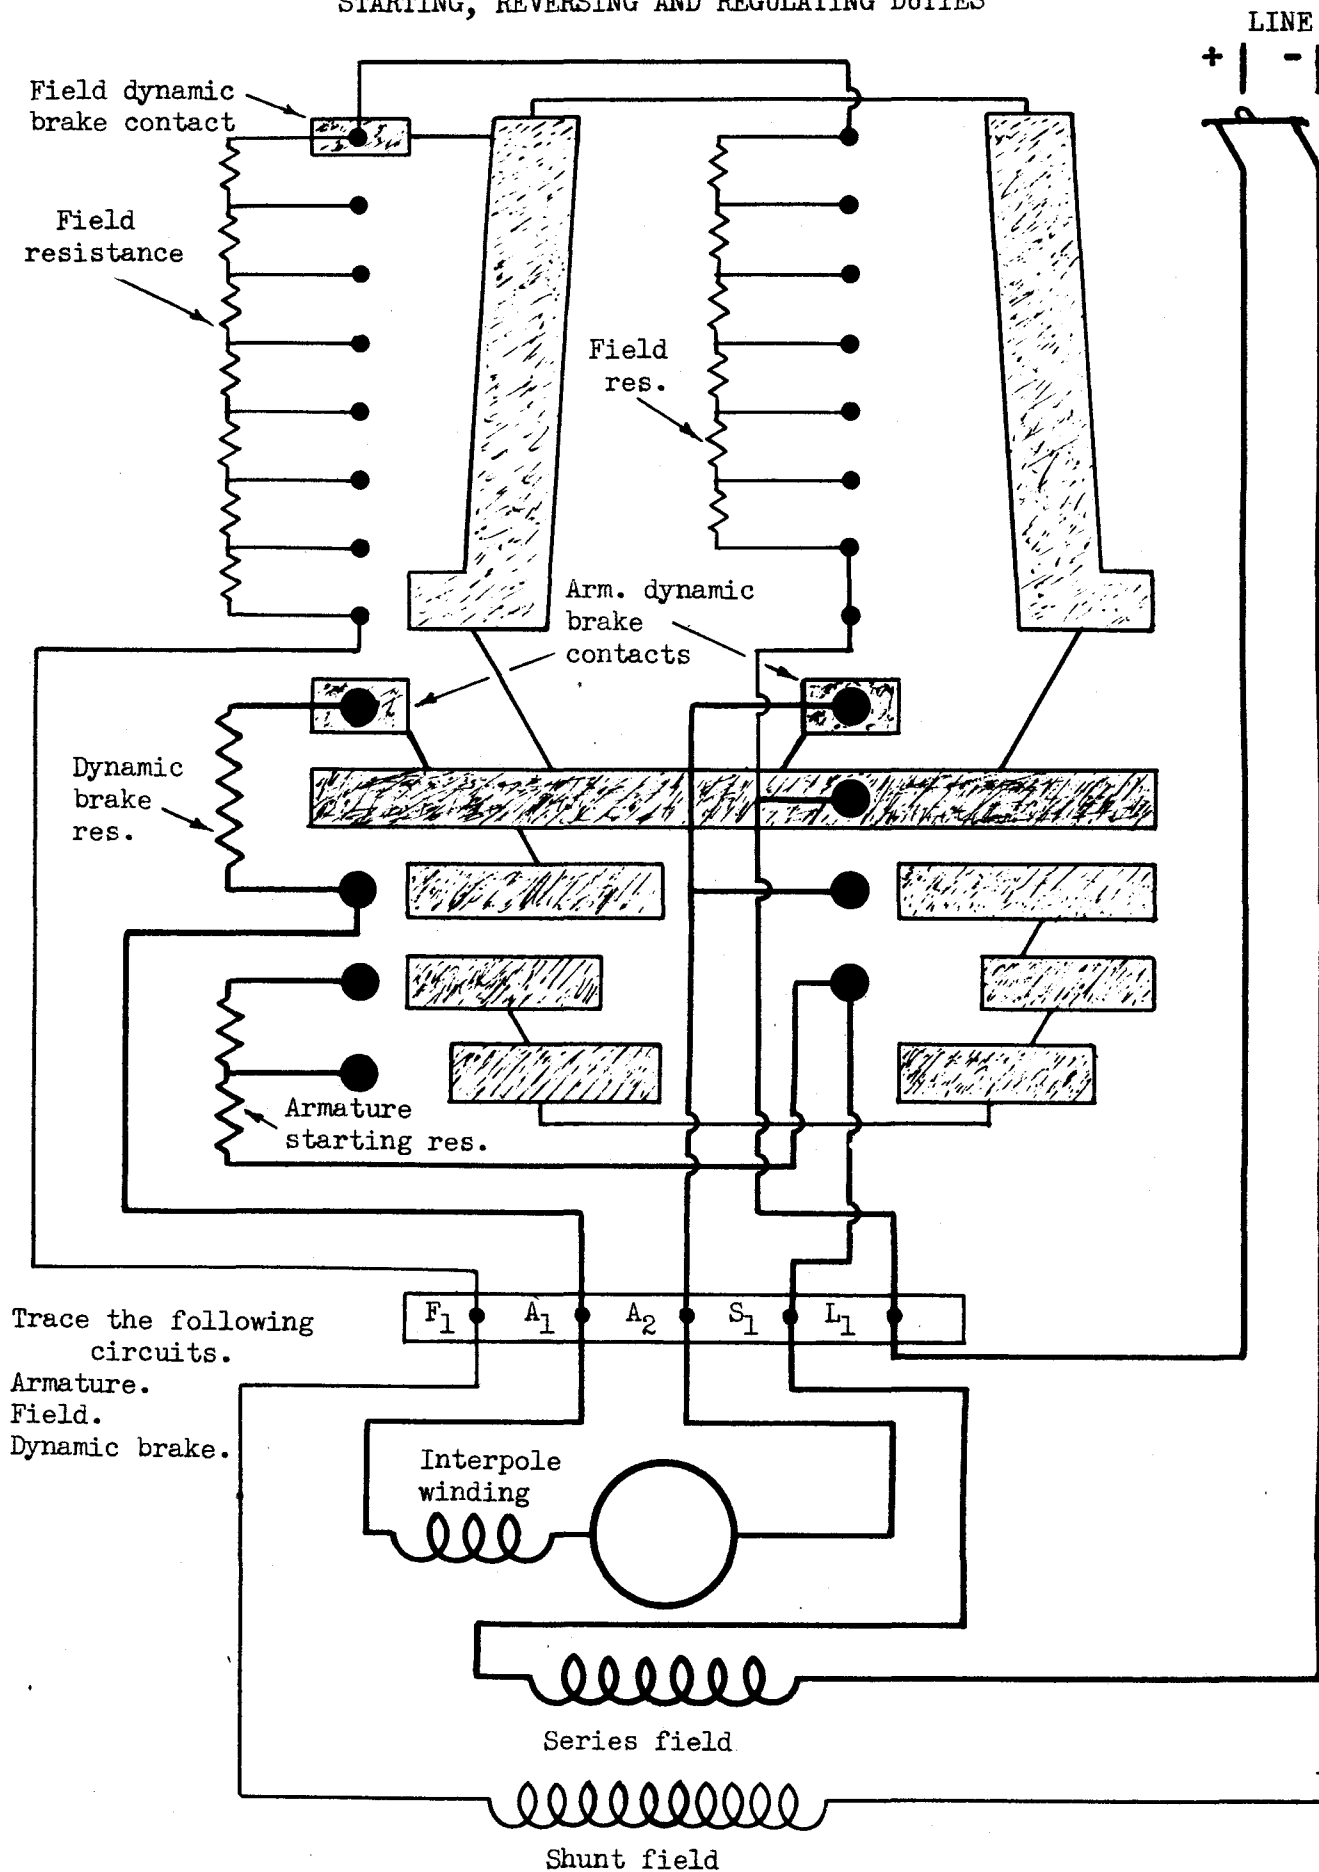 STARTING, REVERSING AND REGULATING DUTIES
LINE
+ -
Field dynamic
brake contact
Field
resistance
Field
res.
Arm. dynamic
brake
contacts
Dynamic
brake
res.
Armature
starting res.
F1 A1 A2 S1 L1
Trace the following
circuits.
Armature.
Field.
Dynamic brake.
Interpole
winding
Series field
Shunt field